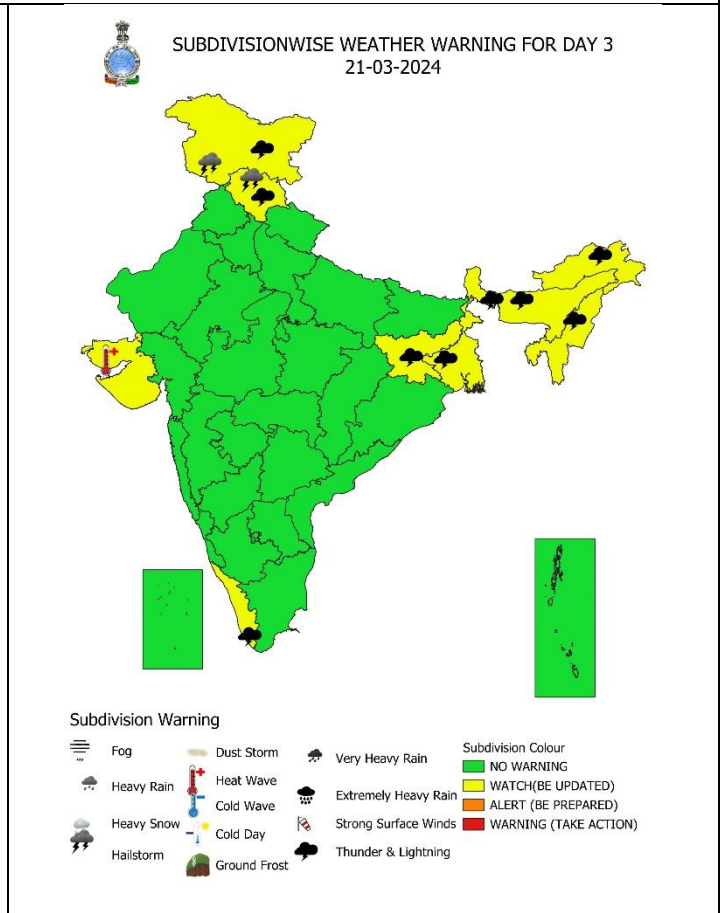 SUBDIVISIONWISE WEATHER WARNING FOR DAY 3
21-03-2024
Subdivision Warning
Fog
Heavy Rain
Heavy Snow
Hailstorm
Dust Storm
Heat Wave
Cold Wave
Cold Day
Ground Frost
Very Heavy Rain
Extremely Heavy Rain
Strong Surface Winds
Thunder & Lightning
Subdivision Colour
NO WARNING
WATCH(BE UPDATED)
ALERT (BE PREPARED)
WARNING (TAKE ACTION)